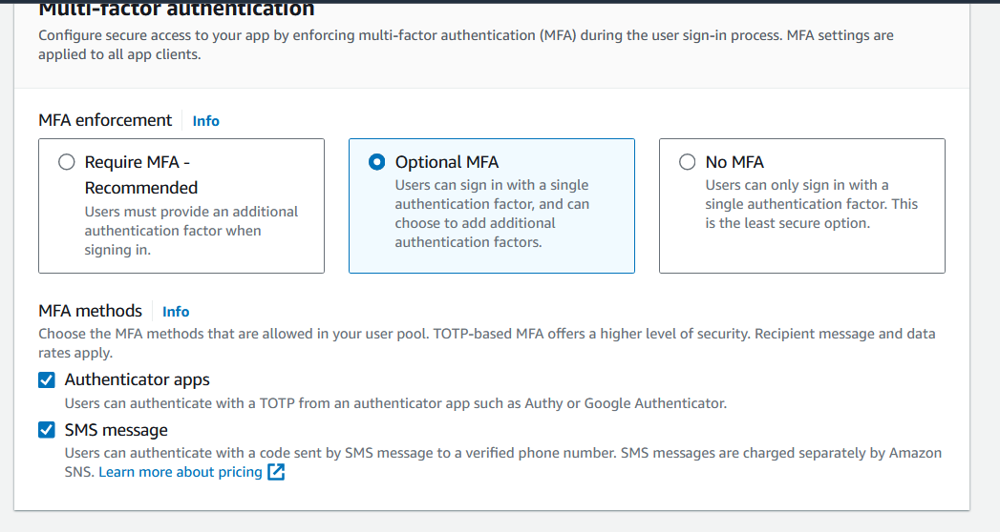 Multi-factor authentication
Configure secure access to your app by enforcing multi-factor authentication (MFA) during the user sign-in process. MFA settings are
applied to all app clients.
MFA enforcement
Info
Require MFA -
Recommended
Users must provide an additional
authentication factor when
signing in.
Optional MFA
Users can sign in with a single
authentication factor, and can
choose to add additional
authentication factors.
No MFA
Users can only sign in with a
single authentication factor. This
is the least secure option.
MFA methods
Info
Choose the MFA methods that are allowed in your user pool. TOTP-based MFA offers a higher level of security. Recipient message and data
rates apply.
Authenticator apps
Users can authenticate with a TOTP from an authenticator app such as Authy or Google Authenticator.
SMS message
Users can authenticate with a code sent by SMS message to a verified phone number. SMS messages are charged separately by Amazon
SNS. Learn more about pricing